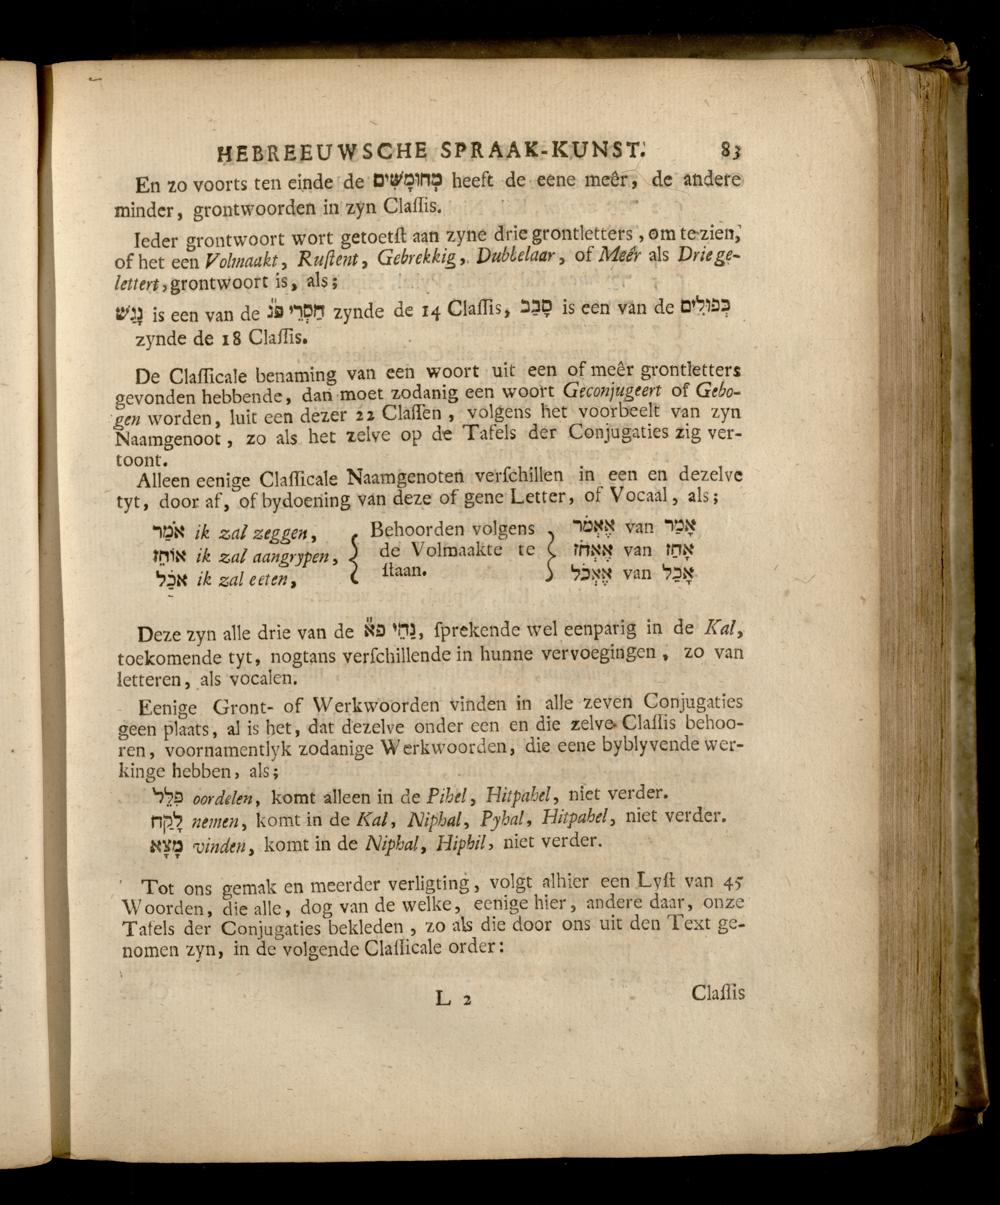 HEBREEUWSCHE SPRAAK-KUNST. 83
En zo voorts ten einde de מְחוּמָשִׁים heeft de eene meêr, de andere
minder, grontwoorden in zyn Claſſis.
Ieder grontwoort wort getoetſt aan zyne drie grontletters, om te zien,
of het een Volmaakt, Ruſtent, Gebrekkig, Dubbelaar, of Meêr als Driege-
lettert, grontwoort is, als;
נָגַשׁ is een van de חַסְרֵי פ״נ zynde de 14 Claſſis, סָבַב is een van de כְּפוּלִים
zynde de 18 Claſſis.
De Claſſicale benaming van een woort uit een of meêr grontletters
gevonden hebbende, dan moet zodanig een woort Geconjugeert of Gebo-
gen worden, luit een dezer 22 Claſſen, volgens het voorbeelt van zyn
Naamgenoot, zo als het zelve op de Tafels der Conjugaties zig ver-
toont.
Alleen eenige Claſſicale Naamgenoten verſchillen in een en dezelve
tyt, door af, of bydoening van deze of gene Letter, of Vocaal, als;
אֹמַר ik zal zeggen, { Behoorden volgens } אֶאְמֹר van אָמַר
אוֹחֵז ik zal aangrypen, { de Volmaakte te } אֶאְחֹז van אָחַז
אֹכַל ik zal eeten, { ſtaan. } אֶאְכֹל van אָכַל
Deze zyn alle drie van de נַחֵי פ״א, ſprekende wel eenparig in de Kal,
toekomende tyt, nogtans verſchillende in hunne vervoegingen, zo van
letteren, als vocalen.
Eenige Gront- of Werkwoorden vinden in alle zeven Conjugaties
geen plaats, al is het, dat dezelve onder een en die zelve Claſſis behoo-
ren, voornamentlyk zodanige Werkwoorden, die eene byblyvende wer-
kinge hebben, als;
פִּלֵל oordelen, komt alleen in de Pihel, Hitpahel, niet verder.
לָקַח nemen, komt in de Kal, Niphal, Pyhal, Hitpahel, niet verder.
מָצָא vinden, komt in de Niphal, Hiphil, niet verder.
Tot ons gemak en meerder verligting, volgt alhier een Lyſt van 45
Woorden, die alle, dog van de welke, eenige hier, andere daar, onze
Tafels der Conjugaties bekleden, zo als die door ons uit den Text ge-
nomen zyn, in de volgende Claſſicale order:
L 2 Claſſis